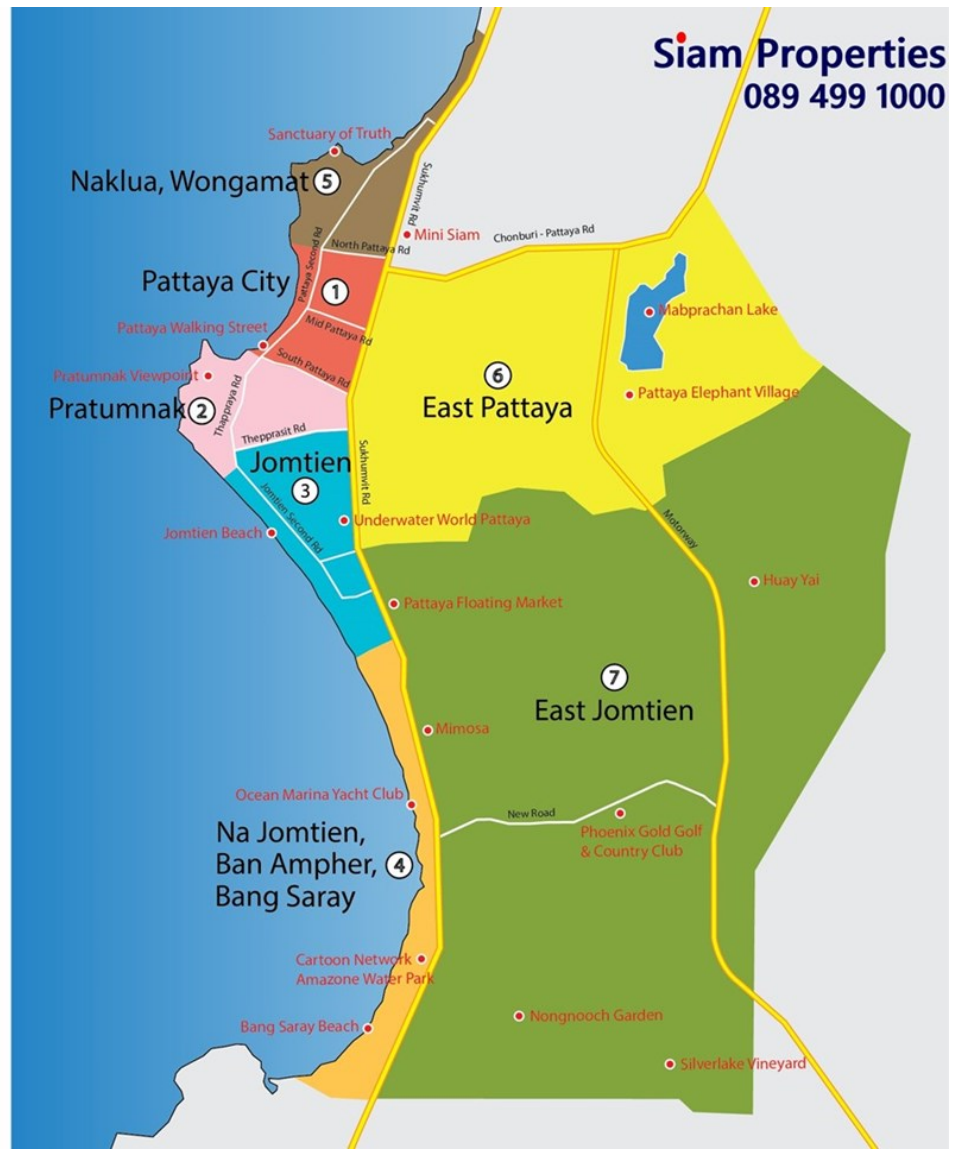 Siam Properties
089 499 1000
Sanctuary of Truth
Naklua, Wongamat 5
Sukhumvit Rd
Mini Siam
Chonburi - Pattaya Rd
North Pattaya Rd
Pattaya Second Rd
Pattaya City
1
Mabprachan Lake
Mid Pattaya Rd
Pattaya Walking Street
South Pattaya Rd
Pratumnak Viewpoint
6
East Pattaya
Pattaya Elephant Village
Pratumnak 2
Thappraya Rd
Thepprasit Rd
Jomtien
3
Sukhumvit Rd
Jomtien Second Rd
Underwater World Pattaya
Jomtien Beach
Motorway
Huay Yai
Pattaya Floating Market
7
East Jomtien
Mimosa
Ocean Marina Yacht Club
New Road
Phoenix Gold Golf
& Country Club
Na Jomtien,
Ban Ampher, 4
Bang Saray
Cartoon Network
Amazone Water Park
Nongnooch Garden
Bang Saray Beach
Silverlake Vineyard